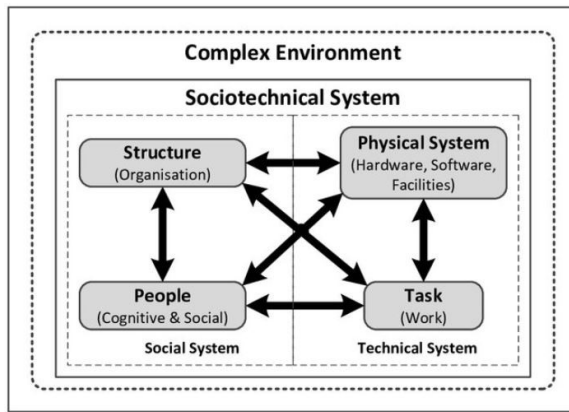 Complex Environment
Sociotechnical System
Structure
(Organisation)
Physical System
(Hardware, Software,
Facilities)
People
(Cognitive & Social)
Task
(Work)
Social System
Technical System